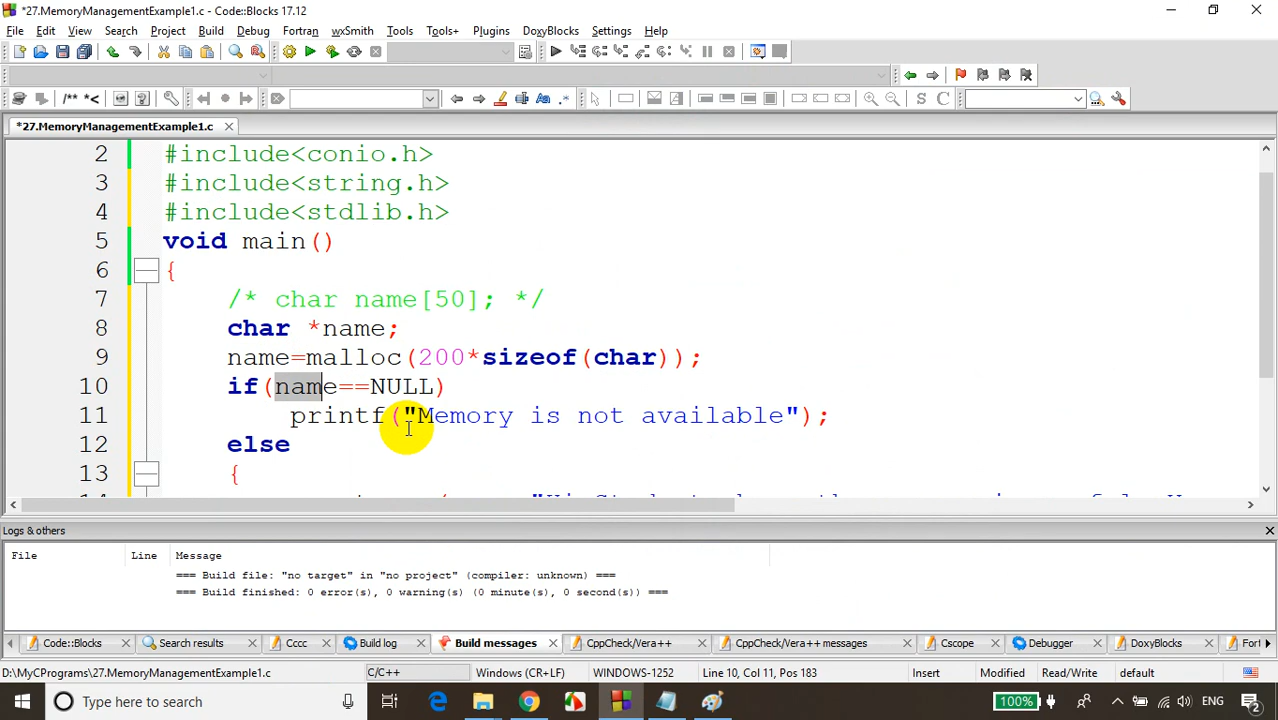 *27.MemoryManagementExample1.c - Code::Blocks 17.12
File Edit View Search Project Build Debug Fortran wxSmith Tools Tools+ Plugins DoxyBlocks Settings Help
/** *<
S C
*27.MemoryManagementExample1.c
2 #include<conio.h>
3 #include<string.h>
4 #include<stdlib.h>
5 void main()
6 {
7 /* char name[50]; */
8 char *name;
9 name=malloc(200*sizeof(char));
10 if(name==NULL)
11 printf("Memory is not available");
12 else
13 {
Logs & others
File Line Message
=== Build file: "no target" in "no project" (compiler: unknown) ===
=== Build finished: 0 error(s), 0 warning(s) (0 minute(s), 0 second(s)) ===
Code::Blocks Search results Cccc Build log Build messages CppCheck/Vera++ CppCheck/Vera++ messages Cscope Debugger DoxyBlocks
D:\MyCPrograms\27.MemoryManagementExample1.c C/C++ Windows (CR+LF) WINDOWS-1252 Line 10, Col 11, Pos 183 Insert Modified Read/Write default
Type here to search 100% ENG 2